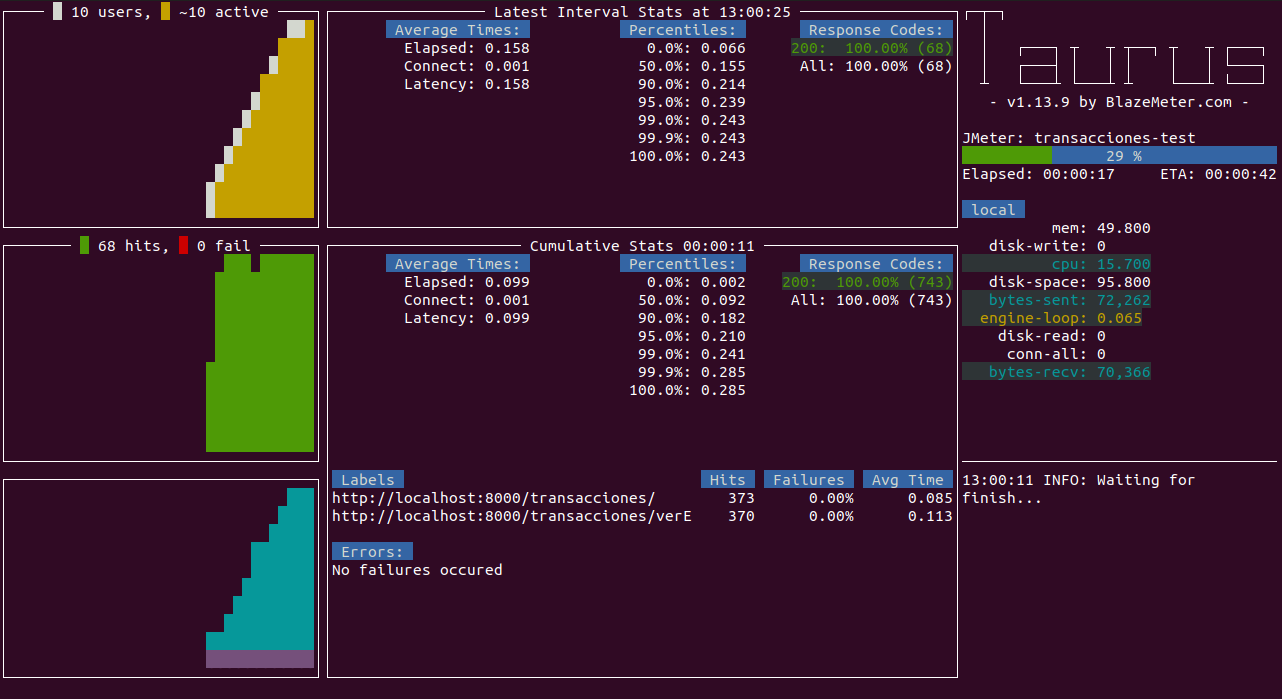 10 users, ~10 active
68 hits, 0 fail
Latest Interval Stats at 13:00:25
Average Times: Percentiles: Response Codes:
Elapsed: 0.158 0.0%: 0.066 200: 100.00% (68)
Connect: 0.001 50.0%: 0.155 All: 100.00% (68)
Latency: 0.158 90.0%: 0.214
95.0%: 0.239
99.0%: 0.243
99.9%: 0.243
100.0%: 0.243
Cumulative Stats 00:00:11
Average Times: Percentiles: Response Codes:
Elapsed: 0.099 0.0%: 0.002 200: 100.00% (743)
Connect: 0.001 50.0%: 0.092 All: 100.00% (743)
Latency: 0.099 90.0%: 0.182
95.0%: 0.210
99.0%: 0.241
99.9%: 0.285
100.0%: 0.285
Labels Hits Failures Avg Time
http://localhost:8000/transacciones/ 373 0.00% 0.085
http://localhost:8000/transacciones/verE 370 0.00% 0.113
Errors:
No failures occured
Taurus
- v1.13.9 by BlazeMeter.com -
JMeter: transacciones-test
29 %
Elapsed: 00:00:17 ETA: 00:00:42
local
mem: 49.800
disk-write: 0
cpu: 15.700
disk-space: 95.800
bytes-sent: 72,262
engine-loop: 0.065
disk-read: 0
conn-all: 0
bytes-recv: 70,366
13:00:11 INFO: Waiting for
finish...